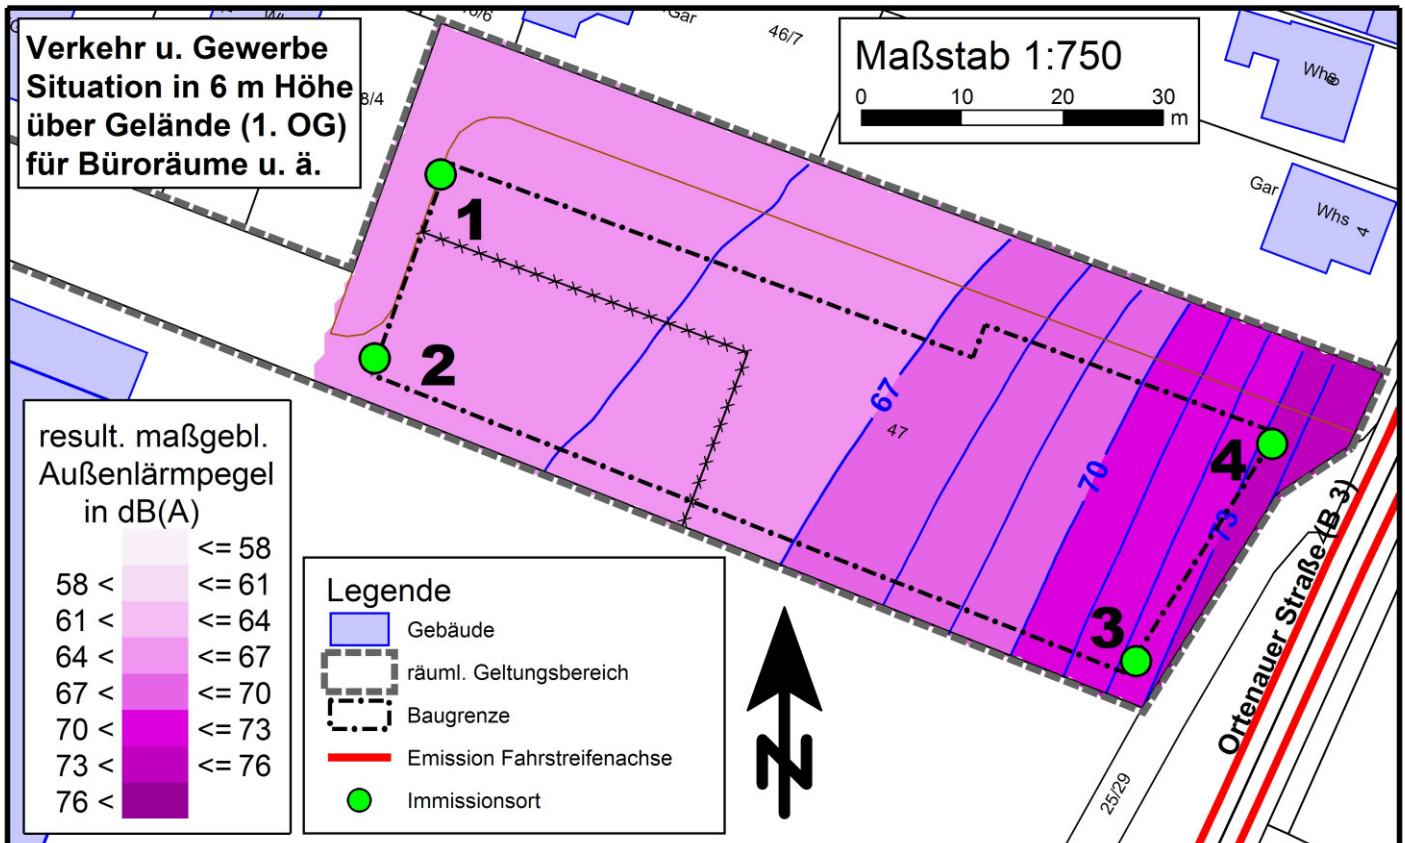 Verkehr u. Gewerbe
Situation in 6 m Höhe
über Gelände (1. OG)
für Büroräume u. ä.
8/4
Gar
46/7
Maßstab 1:750
0 10 20 30
m
Whs
Gar
Whs 4
1
2
67
47
70
4
73
3
Ortenauer Straße (B 3)
25/29
result. maßgebl.
Außenlärmpegel
in dB(A)
<= 58
58 < <= 61
61 < <= 64
64 < <= 67
67 < <= 70
70 < <= 73
73 < <= 76
76 <
Legende
Gebäude
räuml. Geltungsbereich
Baugrenze
Emission Fahrstreifenachse
Immissionsort
N